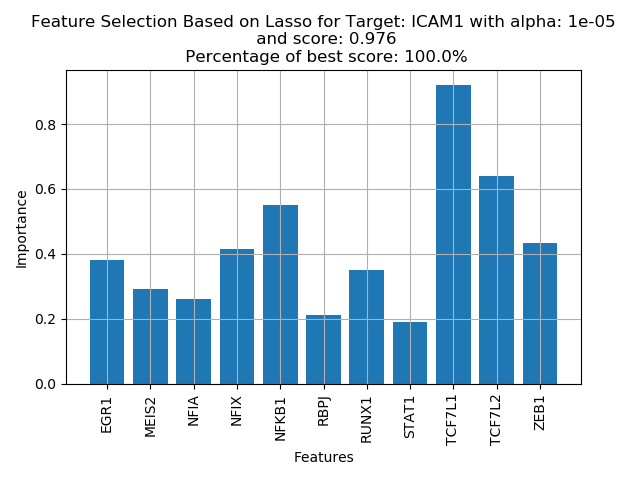 Feature Selection Based on Lasso for Target: ICAM1 with alpha: 1e-05
and score: 0.976
Percentage of best score: 100.0%
Importance
0.8
0.6
0.4
0.2
0.0
EGR1
MEIS2
NFIA
NFIX
NFKB1
RBPJ
RUNX1
STAT1
TCF7L1
TCF7L2
ZEB1
Features